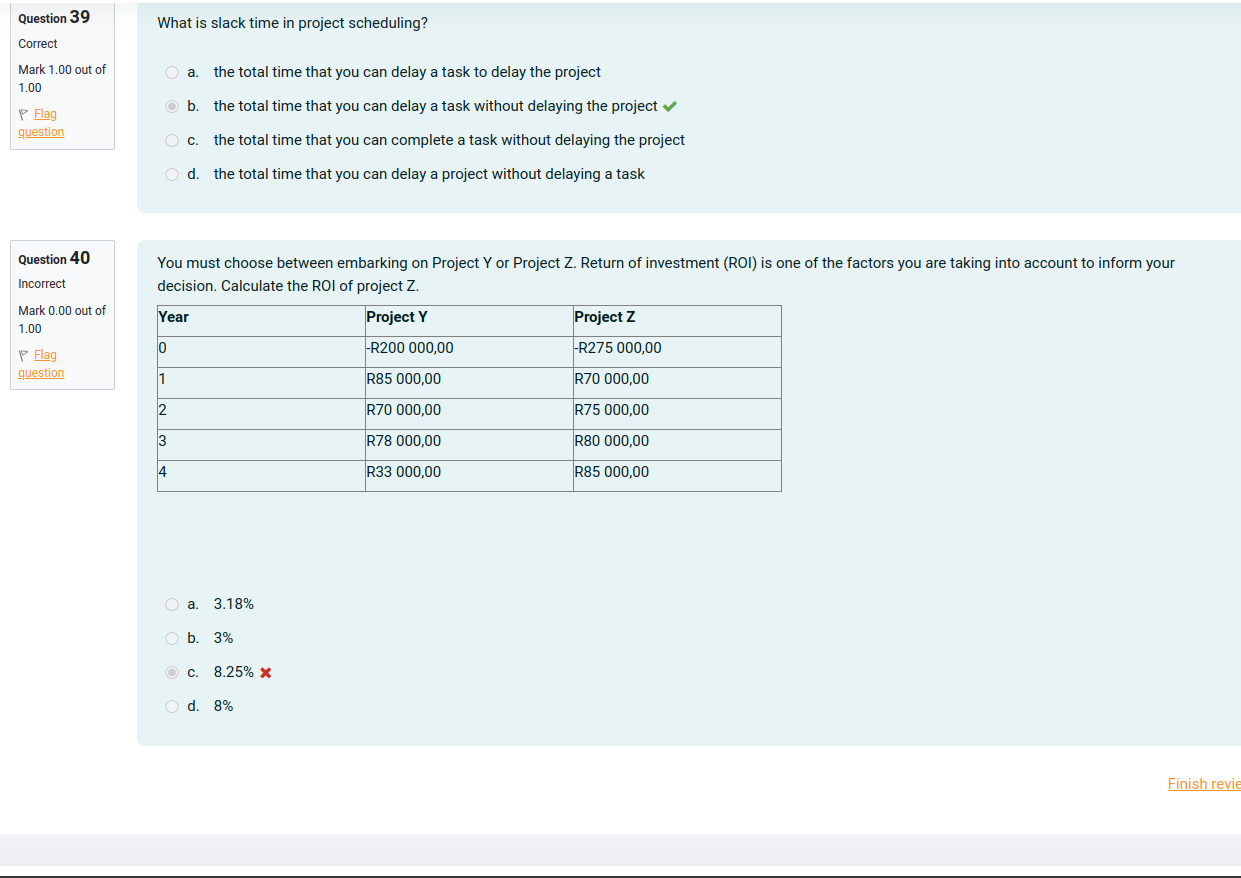 Question 39
Correct
Mark 1.00 out of
1.00
Flag
question
What is slack time in project scheduling?
a. the total time that you can delay a task to delay the project
b. the total time that you can delay a task without delaying the project
c. the total time that you can complete a task without delaying the project
d. the total time that you can delay a project without delaying a task
Question 40
Incorrect
Mark 0.00 out of
1.00
Flag
question
You must choose between embarking on Project Y or Project Z. Return of investment (ROI) is one of the factors you are taking into account to inform your
decision. Calculate the ROI of project Z.
Year Project Y Project Z
0 -R200 000,00 -R275 000,00
1 R85 000,00 R70 000,00
2 R70 000,00 R75 000,00
3 R78 000,00 R80 000,00
4 R33 000,00 R85 000,00
a. 3.18%
b. 3%
c. 8.25%
d. 8%
Finish revie